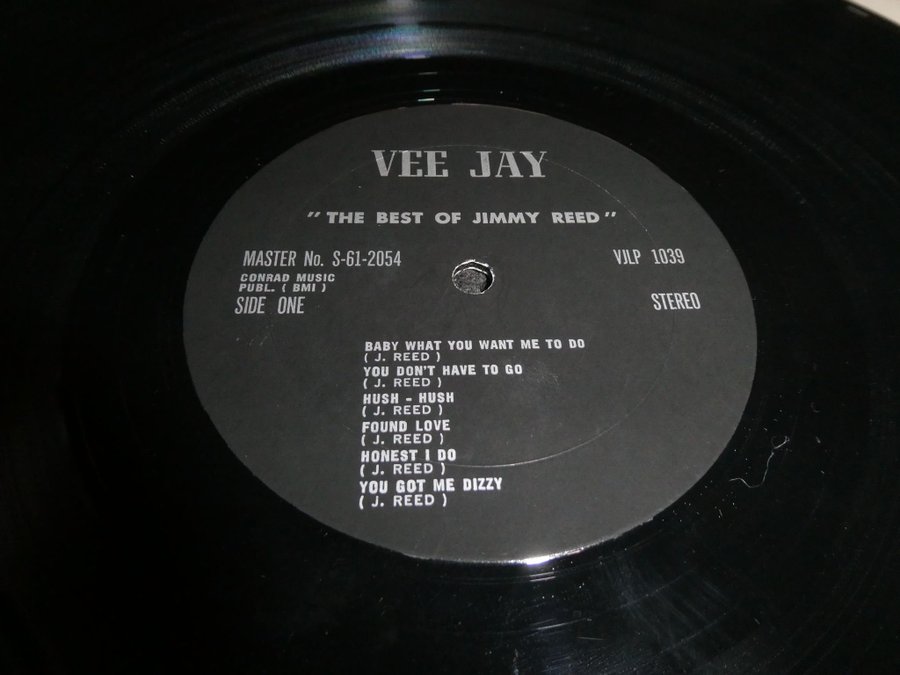 VEE JAY
"THE BEST OF JIMMY REED"
MASTER No. S-61-2054
VJLP 1039
CONRAD MUSIC
PUBL. ( BMI )
SIDE ONE
STEREO
BABY WHAT YOU WANT ME TO DO
( J. REED )
YOU DON'T HAVE TO GO
( J. REED )
HUSH - HUSH
( J. REED )
FOUND LOVE
( J. REED )
HONEST I DO
( J. REED )
YOU GOT ME DIZZY
( J. REED )